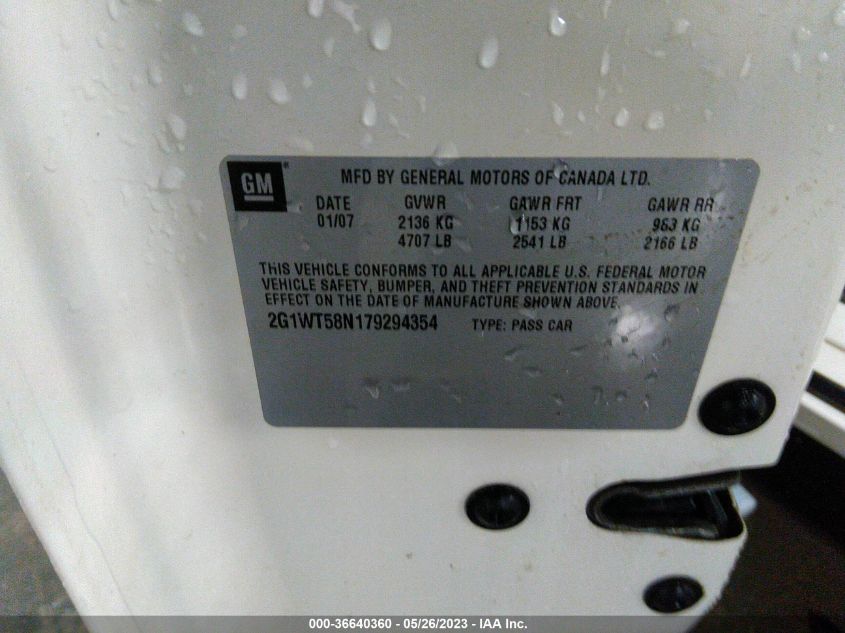 GM
MFD BY GENERAL MOTORS OF CANADA LTD.
DATE GVWR GAWR FRT GAWR RR
01/07 2136 KG 1153 KG 983 KG
4707 LB 2541 LB 2166 LB
THIS VEHICLE CONFORMS TO ALL APPLICABLE U.S. FEDERAL MOTOR
VEHICLE SAFETY, BUMPER, AND THEFT PREVENTION STANDARDS IN
EFFECT ON THE DATE OF MANUFACTURE SHOWN ABOVE.
2G1WT58N179294354 TYPE: PASS CAR
000-36640360 - 05/26/2023 - IAA Inc.